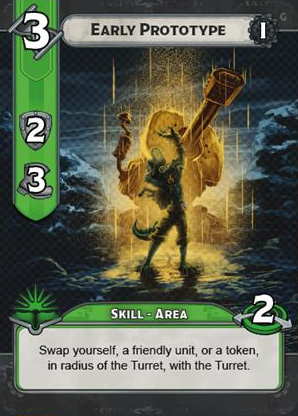 3
EARLY PROTOTYPE
I
G
2
3
SKILL - AREA
2
Swap yourself, a friendly unit, or a token,
in radius of the Turret, with the Turret.